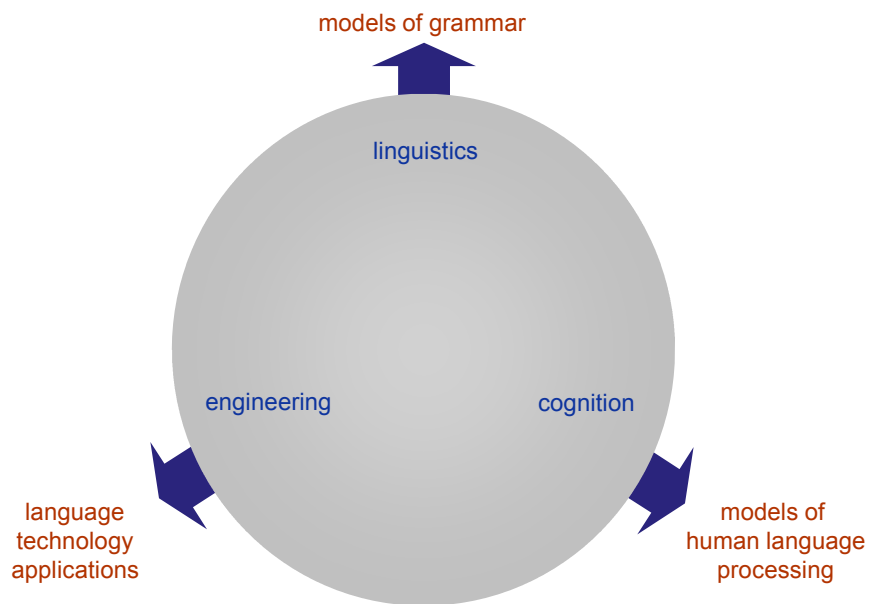 models of grammar
linguistics
engineering
cognition
language
technology
applications
models of
human language
processing